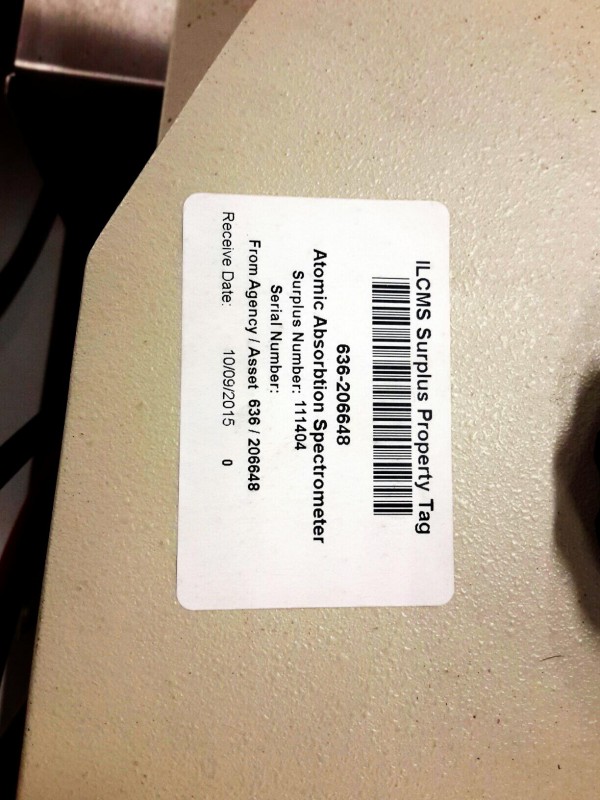 ILCMS Surplus Property Tag
636-206648
Atomic Absorbtion Spectrometer
Surplus Number: 111404
Serial Number:
From Agency / Asset 636 / 206648
Receive Date: 10/09/2015 0